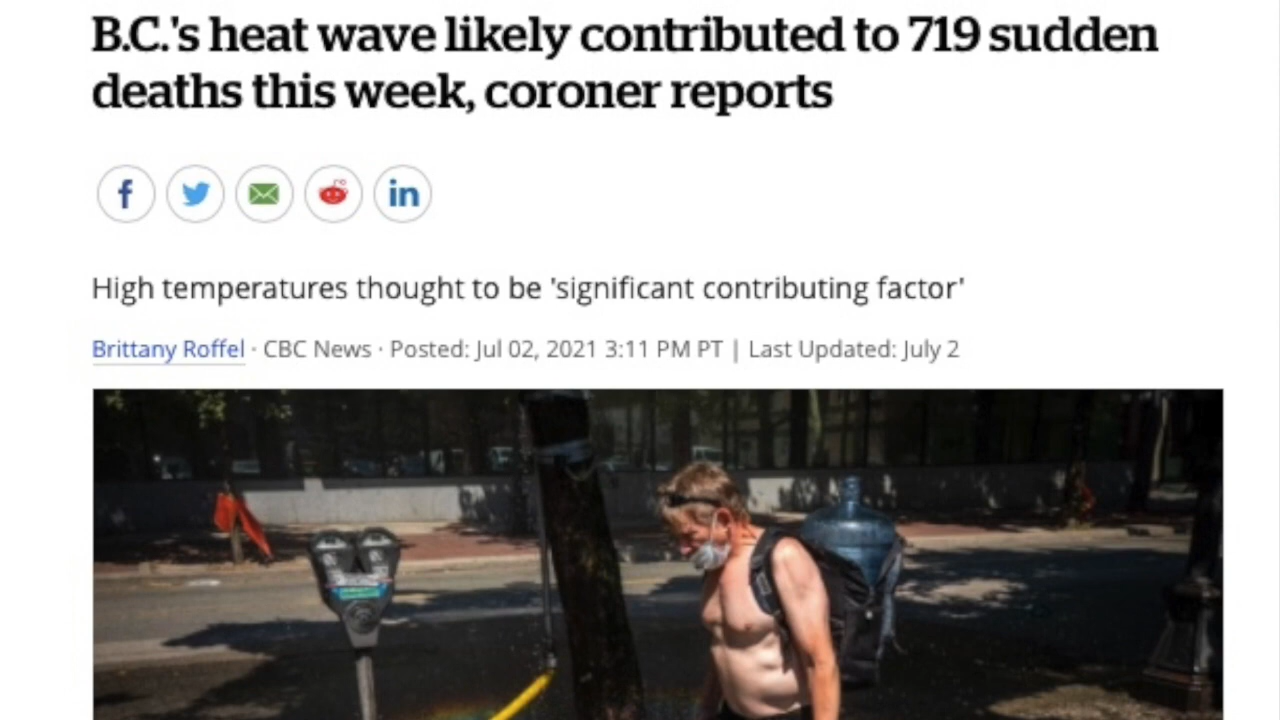 B.C.'s heat wave likely contributed to 719 sudden
deaths this week, coroner reports
f in
High temperatures thought to be 'significant contributing factor'
Brittany Roffel · CBC News · Posted: Jul 02, 2021 3:11 PM PT | Last Updated: July 2